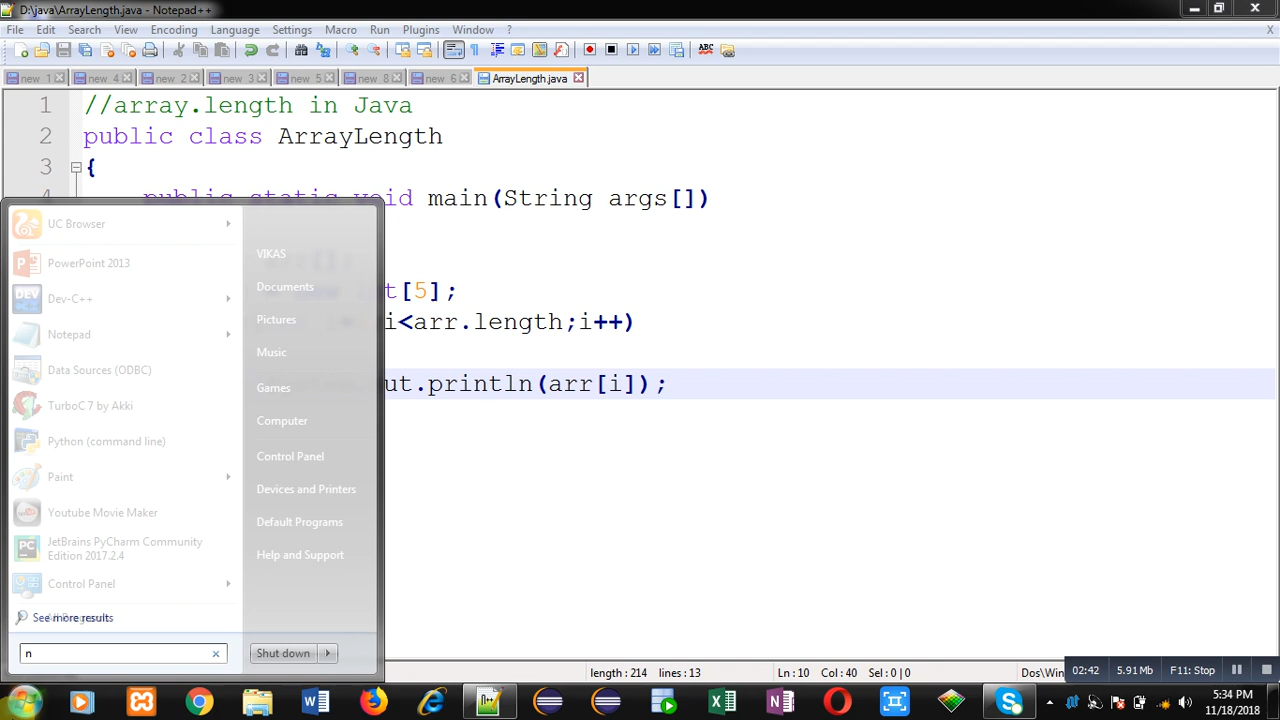 D:\java\ArrayLength.java - Notepad++
File Edit Search View Encoding Language Settings Macro Run Plugins Window ? X
new 1 new 4 new 2 new 3 new 5 new 8 new 6 ArrayLength.java
1 //array.length in Java
2 public class ArrayLength
3 {
4 public static void main(String args[])
[5];
i<arr.length;i++)
.println(arr[i]);
UC Browser
PowerPoint 2013
Dev-C++
Notepad
Data Sources (ODBC)
TurboC 7 by Akki
Python (command line)
Paint
Youtube Movie Maker
JetBrains PyCharm Community
Edition 2017.2.4
Control Panel
See more results
n
VIKAS
Documents
Pictures
Music
Games
Computer
Control Panel
Devices and Printers
Default Programs
Help and Support
Shut down
length : 214 lines : 13 Ln : 10 Col : 40 Sel : 0 | 0 Dos\Win
02:42 5.91 Mb F11: Stop
5:34 PM
11/18/2018